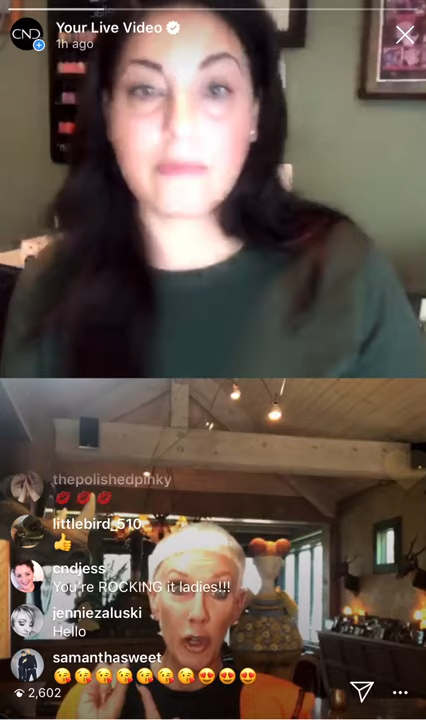 CND
Your Live Video
1h ago
thepolishedpinky
💋 💋 💋
littlebird_510
👍
cndjess
You're ROCKING it ladies!!!
jenniezaluski
Hello
samanthasweet
😘😘😘😘😘😘😘😍😍😍
2,602